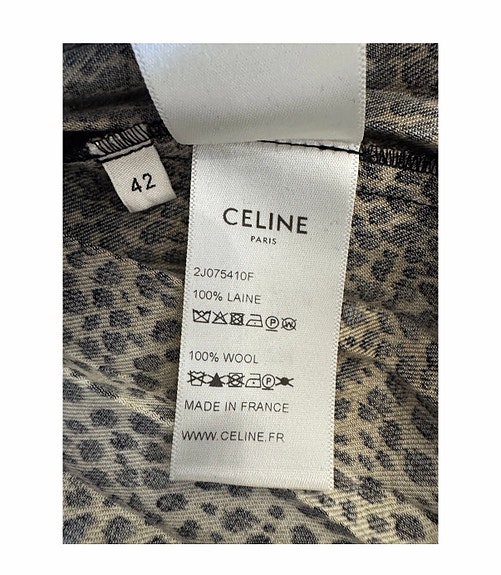 42
CELINE
PARIS
2J075410F
100% LAINE
100% WOOL
MADE IN FRANCE
WWW.CELINE.FR